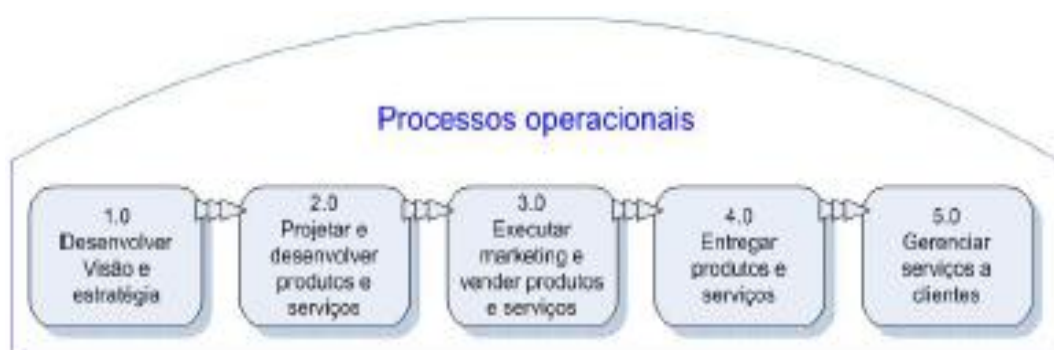 Processos operacionais
1.0
Desenvolver
Visão e
estratégia
2.0
Projetar e
desenvolver
produtos e
serviços
3.0
Executar
marketing e
vender produtos
e serviços
4.0
Entregar
produtos e
serviços
5.0
Gerenciar
serviços a
clientes